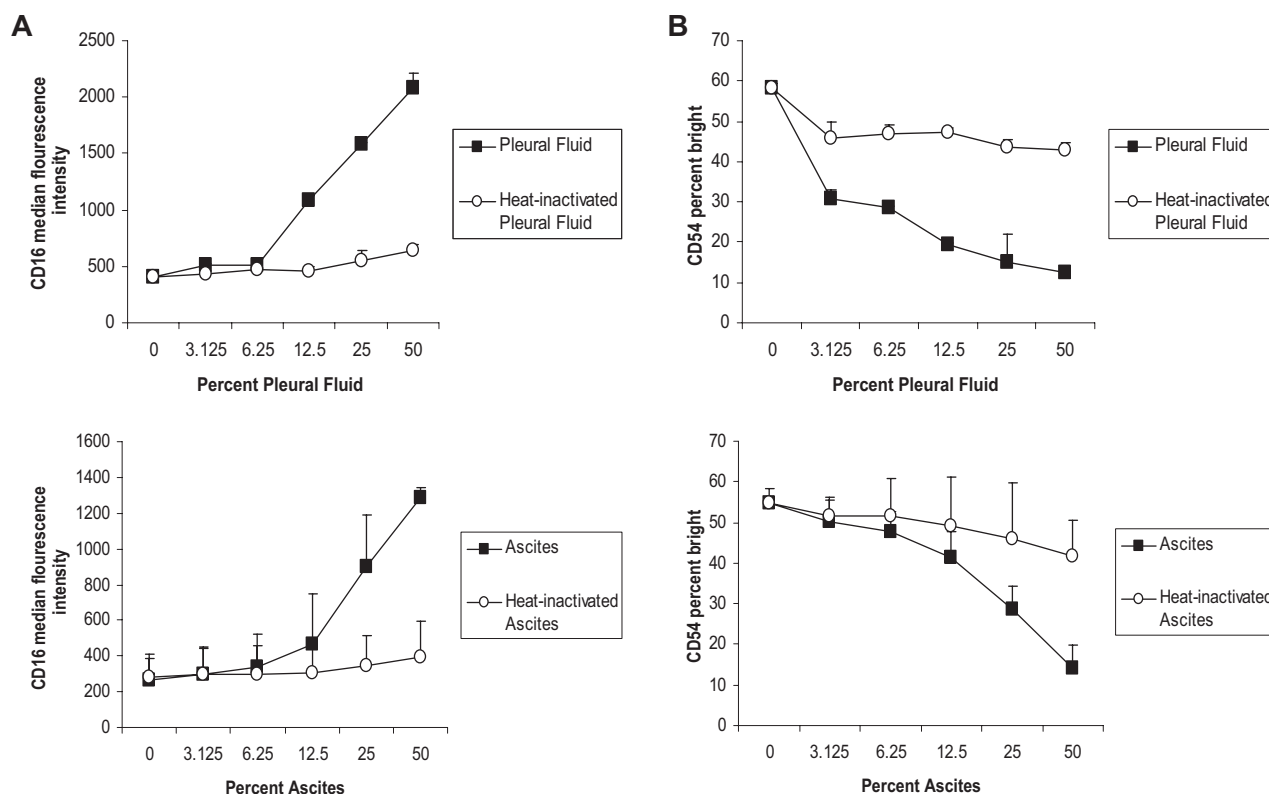 A
2500
2000
1500
1000
500
0
CD16 median flourescence
intensity
0 3.125 6.25 12.5 25 50
Percent Pleural Fluid
Pleural Fluid
Heat-inactivated
Pleural Fluid
B
70
60
50
40
30
20
10
0
CD54 percent bright
0 3.125 6.25 12.5 25 50
Percent Pleural Fluid
Pleural Fluid
Heat-inactivated
Pleural Fluid
1600
1400
1200
1000
800
600
400
200
0
CD16 median flourescence
intensity
0 3.125 6.25 12.5 25 50
Percent Ascites
Ascites
Heat-inactivated
Ascites
70
60
50
40
30
20
10
0
CD54 percent bright
0 3.125 6.25 12.5 25 50
Percent Ascites
Ascites
Heat-inactivated
Ascites